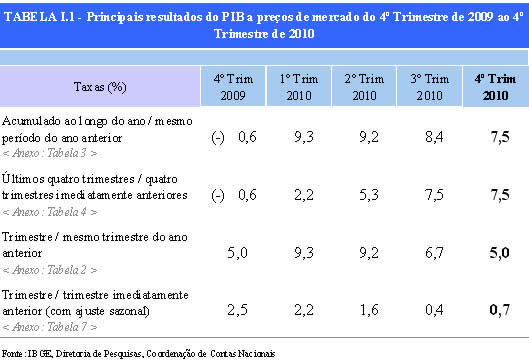 TABELA I.1 - Principais resultados do PIB a preços de mercado do 4º Trimestre de 2009 ao 4º
Trimestre de 2010
Taxas (%) 4º Trim 2009 1º Trim 2010 2º Trim 2010 3º Trim 2010 4º Trim 2010
Acumulado ao longo do ano / mesmo
período do ano anterior (-) 0,6 9,3 9,2 8,4 7,5
< Anexo: Tabela 3 >
Últimos quatro trimestres / quatro
trimestres imediatamente anteriores (-) 0,6 2,2 5,3 7,5 7,5
< Anexo: Tabela 4 >
Trimestre / mesmo trimestre do ano
anterior 5,0 9,3 9,2 6,7 5,0
< Anexo: Tabela 2 >
Trimestre / trimestre imediatamente
anterior (com ajuste sazonal) 2,5 2,2 1,6 0,4 0,7
< Anexo: Tabela 7 >
Fonte: IBGE, Diretoria de Pesquisas, Coordenação de Contas Nacionais